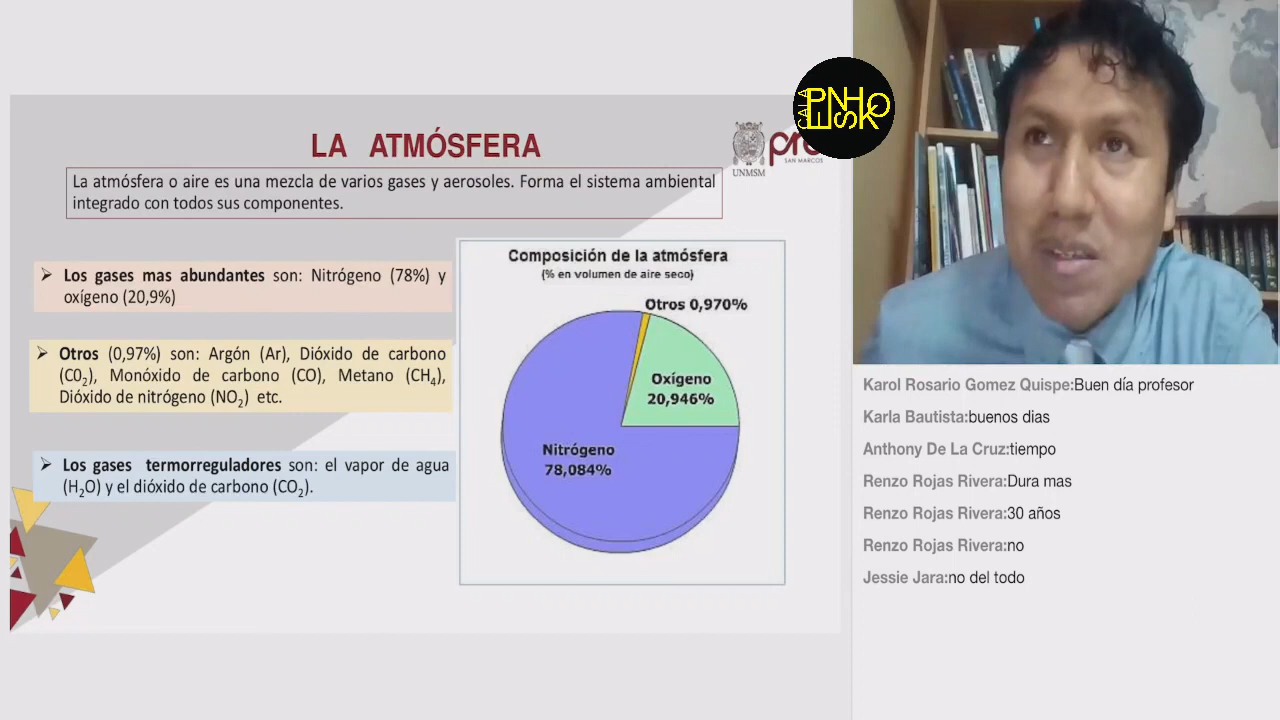 LA ATMÓSFERA
La atmósfera o aire es una mezcla de varios gases y aerosoles. Forma el sistema ambiental
integrado con todos sus componentes.
UNMSM
SAN MARCOS
➢ Los gases mas abundantes son: Nitrógeno (78%) y
oxígeno (20,9%)
➢ Otros (0,97%) son: Argón (Ar), Dióxido de carbono
(C0₂), Monóxido de carbono (CO), Metano (CH₄),
Dióxido de nitrógeno (NO₂) etc.
➢ Los gases termorreguladores son: el vapor de agua
(H₂O) y el dióxido de carbono (CO₂).
Composición de la atmósfera
(% en volumen de aire seco)
Otros 0,970%
Oxígeno
20,946%
Nitrógeno
78,084%
Karol Rosario Gomez Quispe:Buen día profesor
Karla Bautista:buenos dias
Anthony De La Cruz:tiempo
Renzo Rojas Rivera:Dura mas
Renzo Rojas Rivera:30 años
Renzo Rojas Rivera:no
Jessie Jara:no del todo